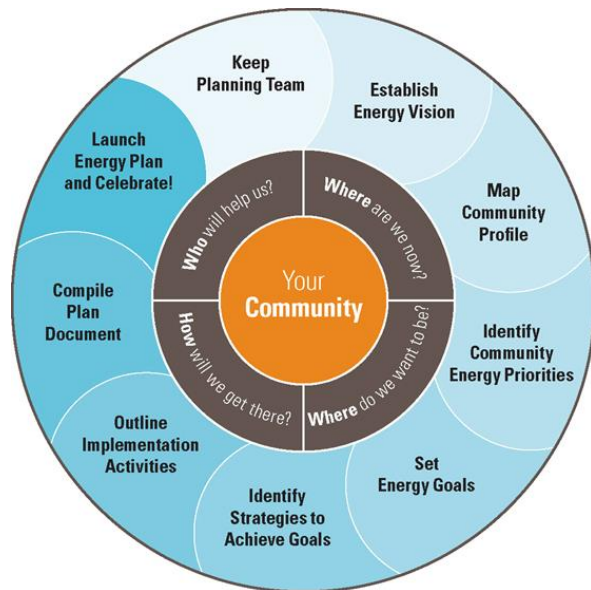 Keep
Planning Team
Establish
Energy Vision
Map
Community
Profile
Identify
Community
Energy Priorities
Set
Energy Goals
Identify
Strategies to
Achieve Goals
Outline
Implementation
Activities
Compile
Plan
Document
Launch
Energy Plan
and Celebrate!
Who will help us?
Where are we now?
Where do we want to be?
How will we get there?
Your
Community